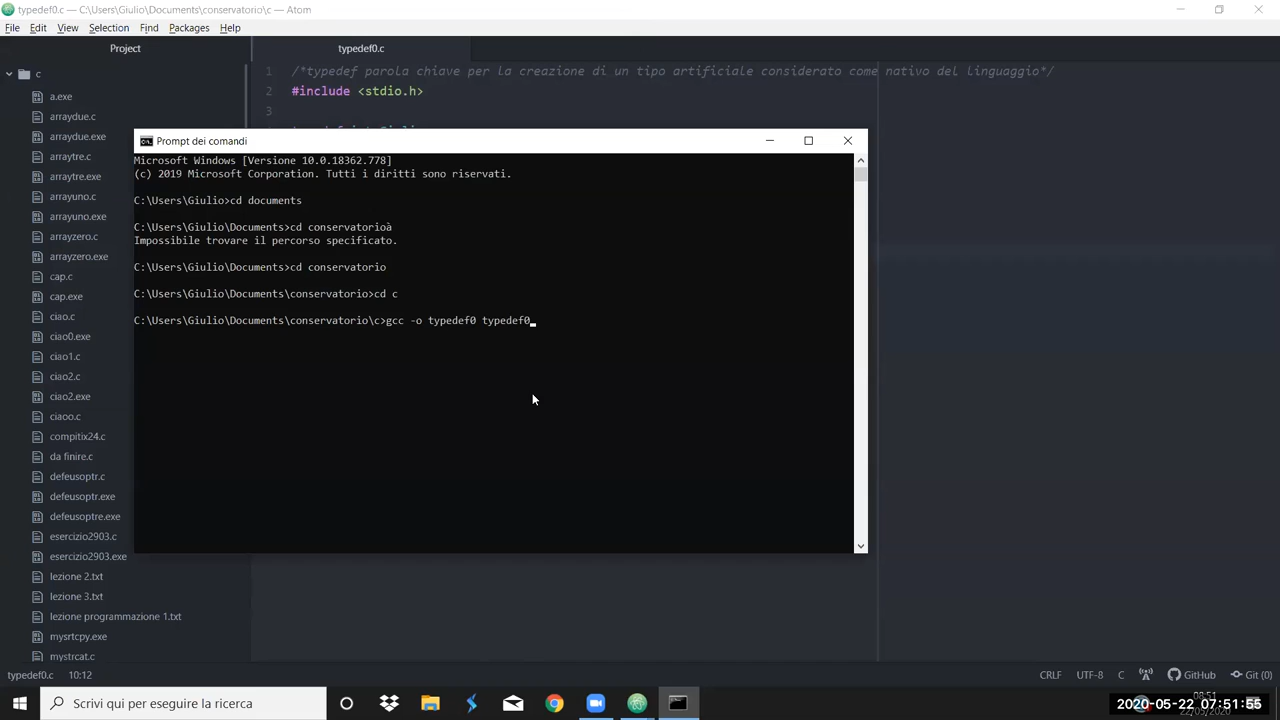 typedef0.c — C:\Users\Giulio\Documents\conservatorio\c — Atom
File Edit View Selection Find Packages Help
Project
typedef0.c
c
a.exe
arraydue.c
arraydue.exe
arraytre.c
arraytre.exe
arrayuno.c
arrayuno.exe
arrayzero.c
arrayzero.exe
cap.c
cap.exe
ciao.c
ciao0.exe
ciao1.c
ciao2.c
ciao2.exe
ciaoo.c
compitix24.c
da finire.c
defeusoptr.c
defeusoptr.exe
defeusoptre.exe
esercizio2903.c
esercizio2903.exe
lezione 2.txt
lezione 3.txt
lezione programmazione 1.txt
mysrtcpy.exe
mystrcat.c
1 /*typedef parola chiave per la creazione di un tipo artificiale considerato come nativo del linguaggio*/
2 #include <stdio.h>
3
Prompt dei comandi
Microsoft Windows [Versione 10.0.18362.778]
(c) 2019 Microsoft Corporation. Tutti i diritti sono riservati.
C:\Users\Giulio>cd documents
C:\Users\Giulio\Documents>cd conservatorioà
Impossibile trovare il percorso specificato.
C:\Users\Giulio\Documents>cd conservatorio
C:\Users\Giulio\Documents\conservatorio>cd c
C:\Users\Giulio\Documents\conservatorio\c>gcc -o typedef0 typedef0
typedef0.c 10:12
CRLF UTF-8 C GitHub Git (0)
Scrivi qui per eseguire la ricerca
08:51
2020-05-22 07:51:55